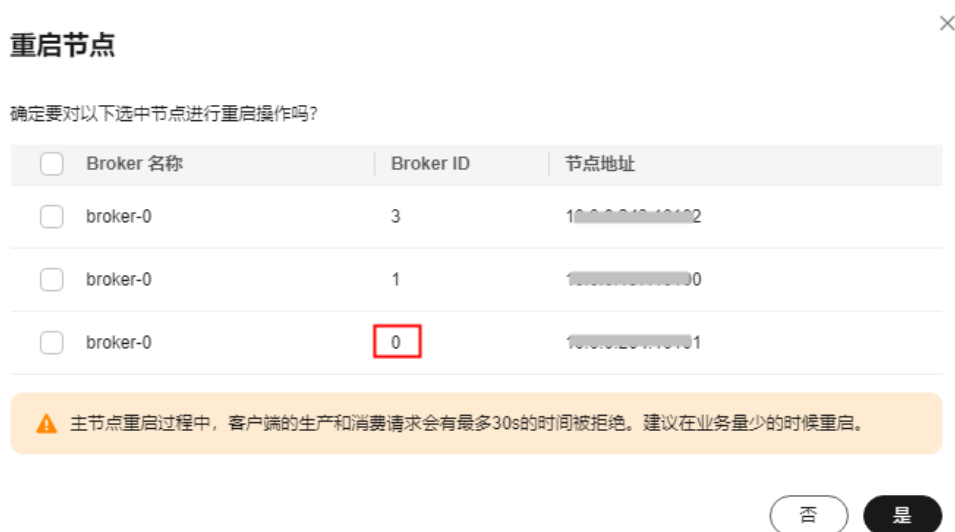 重启节点
确定要对以下选中节点进行重启操作吗?
Broker 名称 Broker ID 节点地址
broker-0 3
broker-0 1
broker-0 0
主节点重启过程中，客户端的生产和消费请求会有最多30s的时间被拒绝。建议在业务量少的时候重启。
否 是